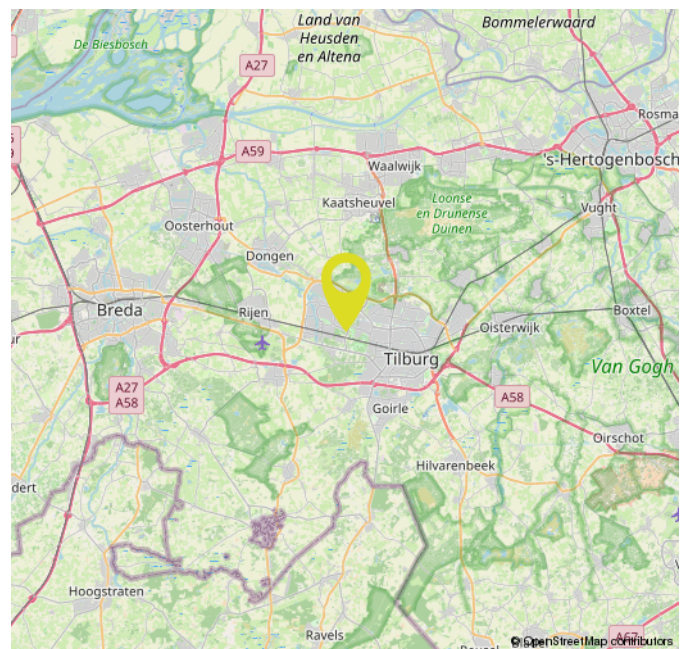 Land van
Heusden
en Altena
Bommelerwaard
De Biesbosch
A27
Rosma
A59
Waalwijk
's-Hertogenbosch
Kaatsheuvel
Loonse
en Drunense
Duinen
Vught
Oosterhout
Dongen
Breda
Rijen
Oisterwijk
Boxtel
Tilburg
Van Gogh
A27
A58
A58
Goirle
Oirschot
Hilvarenbeek
dert
Hoogstraten
Ravels
A67
© OpenStreetMap contributors